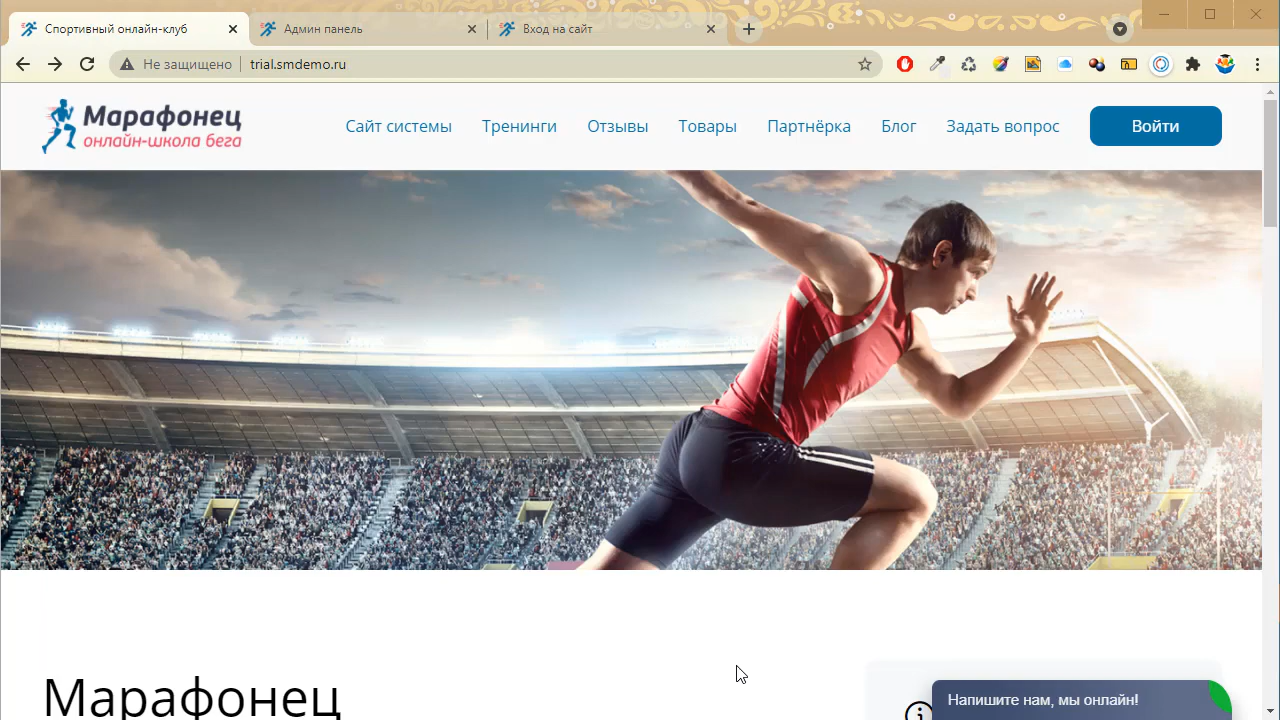 Спортивный онлайн-клуб
Админ панель
Вход на сайт
Не защищено
trial.smdemo.ru
Марафонец
онлайн-школа бега
Сайт системы
Тренинги
Отзывы
Товары
Партнёрка
Блог
Задать вопрос
Войти
Марафонец
Напишите нам, мы онлайн!